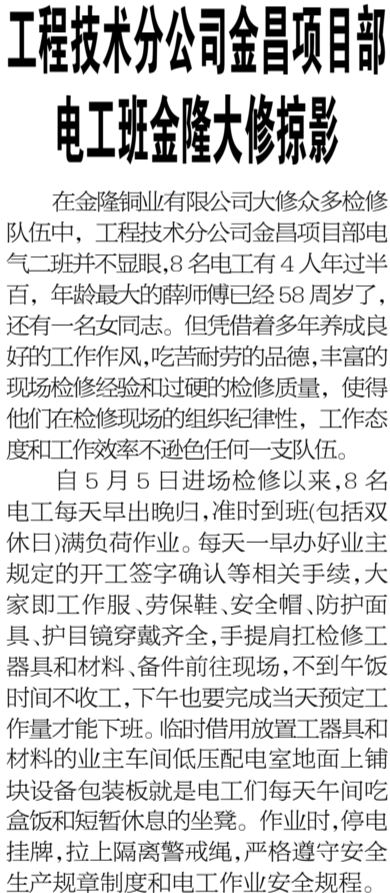 工程技术分公司金昌项目部
电工班金隆大修掠影
在金隆铜业有限公司大修众多检修
队伍中，工程技术分公司金昌项目部电
气二班并不显眼,8名电工有4人年过半
百，年龄最大的薛师傅已经58周岁了，
还有一名女同志。但凭借着多年养成良
好的工作作风,吃苦耐劳的品德,丰富的
现场检修经验和过硬的检修质量，使得
他们在检修现场的组织纪律性，工作态
度和工作效率不逊色任何一支队伍。
自5月5日进场检修以来,8名
电工每天早出晚归,准时到班(包括双
休日)满负荷作业。每天一早办好业主
规定的开工签字确认等相关手续，大
家即工作服、劳保鞋、安全帽、防护面
具、护目镜穿戴齐全,手提肩扛检修工
器具和材料、备件前往现场，不到午饭
时间不收工,下午也要完成当天预定工
作量才能下班。临时借用放置工器具和
材料的业主车间低压配电室地面上铺
块设备包装板就是电工们每天午间吃
盒饭和短暂休息的坐凳。作业时,停电
挂牌，拉上隔离警戒绳，严格遵守安全
生产规章制度和电工作业安全规程。